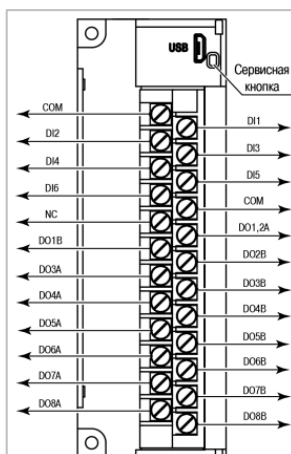 USB
Сервисная
кнопка
COM
DI1
DI2
DI3
DI4
DI5
DI6
COM
NC
DO1,2A
DO1B
DO2B
DO3A
DO3B
DO4A
DO4B
DO5A
DO5B
DO6A
DO6B
DO7A
DO7B
DO8A
DO8B